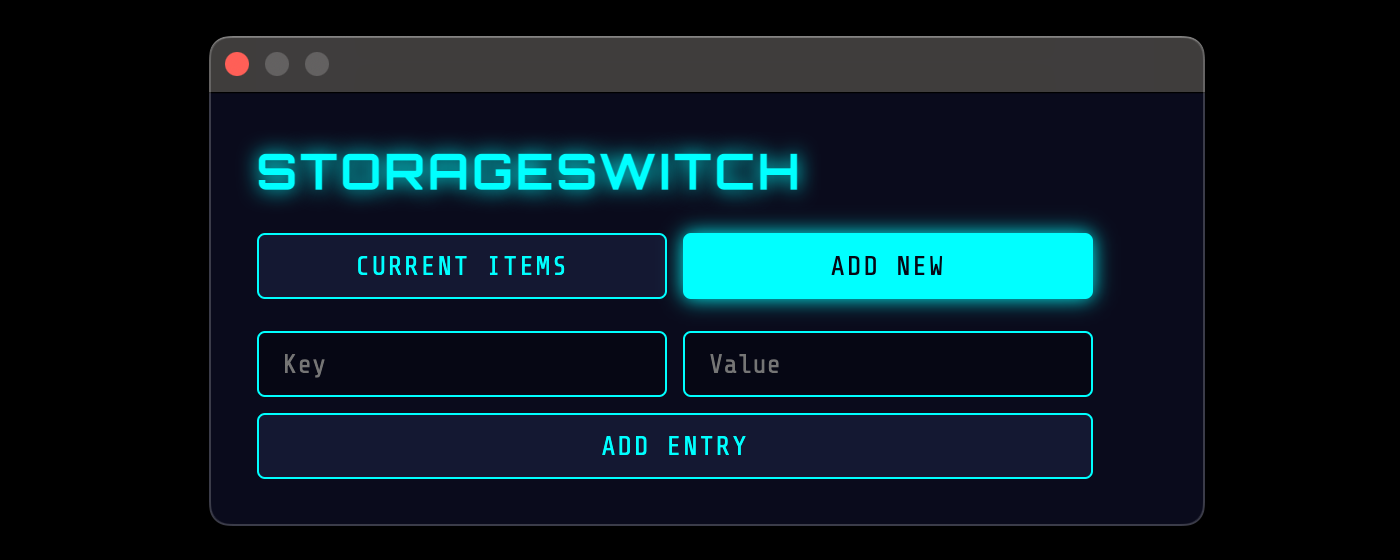 STORAGESWITCH
CURRENT ITEMS
ADD NEW
Key
Value
ADD ENTRY